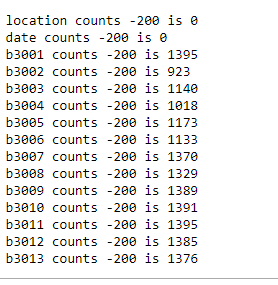 location counts -200 is 0
date counts -200 is 0
b3001 counts -200 is 1395
b3002 counts -200 is 923
b3003 counts -200 is 1140
b3004 counts -200 is 1018
b3005 counts -200 is 1173
b3006 counts -200 is 1133
b3007 counts -200 is 1370
b3008 counts -200 is 1329
b3009 counts -200 is 1389
b3010 counts -200 is 1391
b3011 counts -200 is 1395
b3012 counts -200 is 1385
b3013 counts -200 is 1376